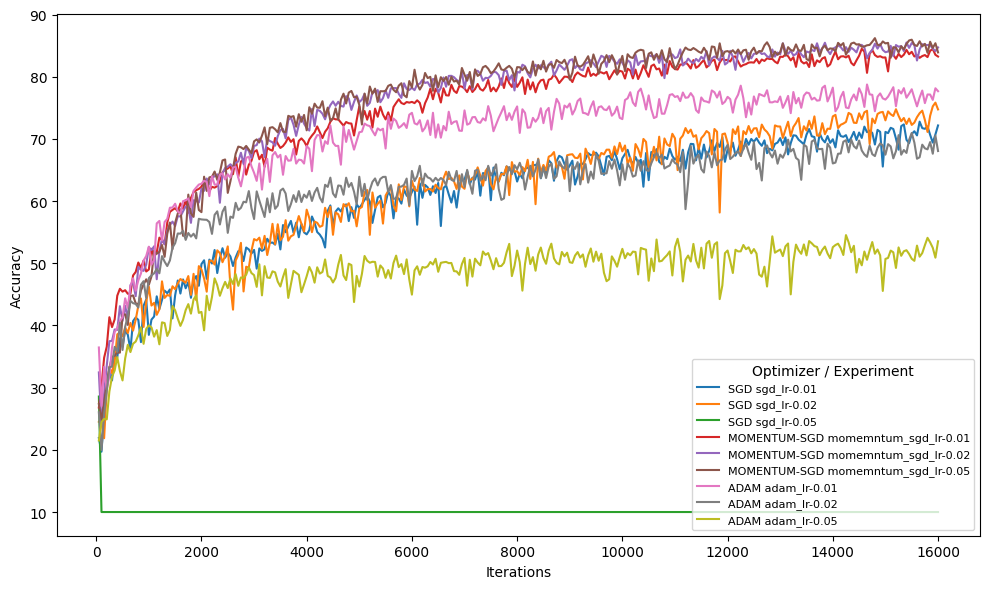 90
80
70
60
50
40
30
20
10
Accuracy
0
2000
4000
6000
8000
10000
12000
14000
16000
Iterations
Optimizer / Experiment
SGD sgd_lr-0.01
SGD sgd_lr-0.02
SGD sgd_lr-0.05
MOMENTUM-SGD momemntum_sgd_lr-0.01
MOMENTUM-SGD momemntum_sgd_lr-0.02
MOMENTUM-SGD momemntum_sgd_lr-0.05
ADAM adam_lr-0.01
ADAM adam_lr-0.02
ADAM adam_lr-0.05